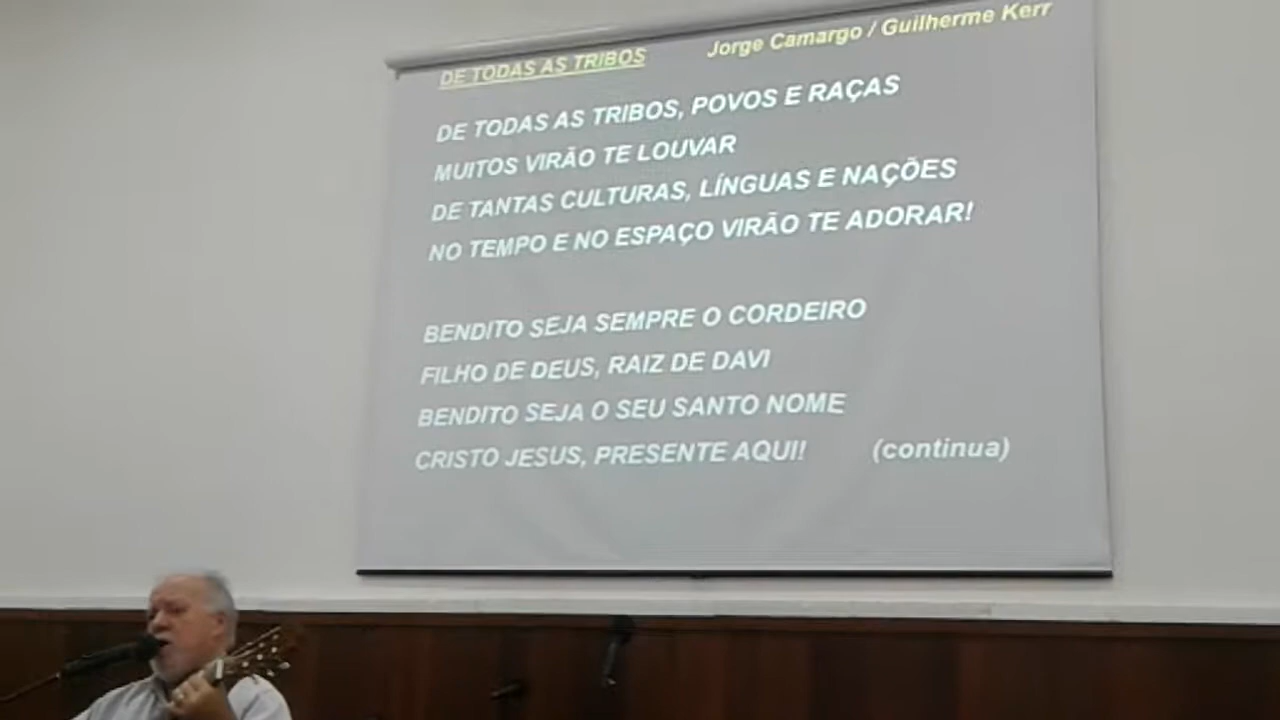 DE TODAS AS TRIBOS Jorge Camargo / Guilherme Kerr
DE TODAS AS TRIBOS, POVOS E RAÇAS
MUITOS VIRÃO TE LOUVAR
DE TANTAS CULTURAS, LÍNGUAS E NAÇÕES
NO TEMPO E NO ESPAÇO VIRÃO TE ADORAR!
BENDITO SEJA SEMPRE O CORDEIRO
FILHO DE DEUS, RAIZ DE DAVI
BENDITO SEJA O SEU SANTO NOME
CRISTO JESUS, PRESENTE AQUI! (continua)